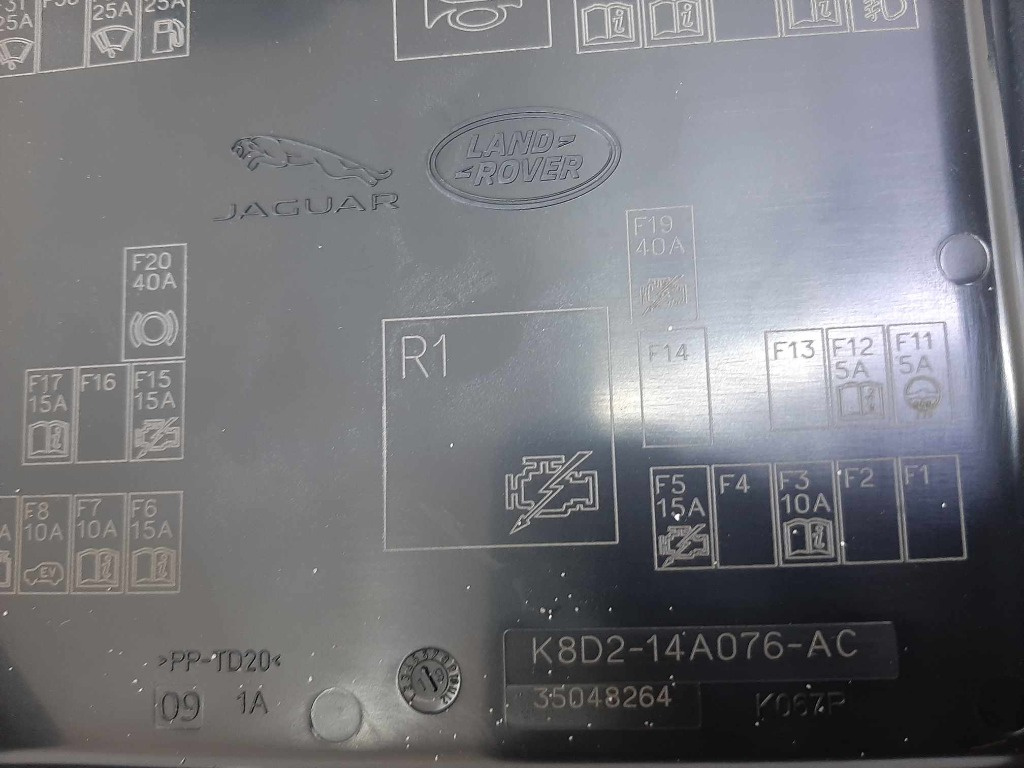 25A
25A
25A
JAGUAR
LAND-
-ROVER
F19
40A
F20
40A
R1
F14
F13
F12
5A
F11
5A
F17
15A
F16
F15
15A
F5
15A
F4
F3
10A
F2
F1
F8
10A
F7
10A
F6
15A
EV
K8D2-14A076-AC
>PP-TD20<
35048264
09
1A